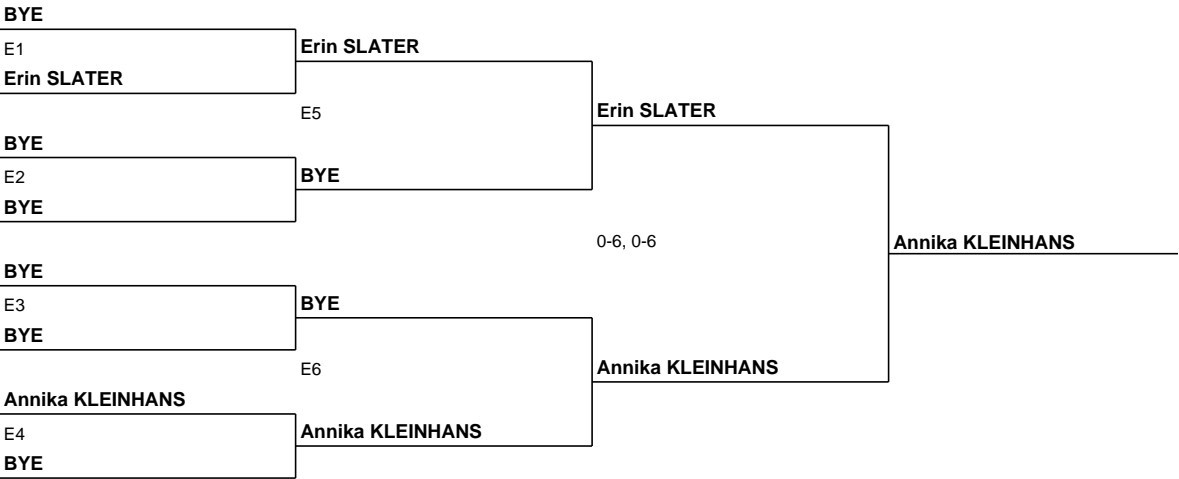 BYE
E1
Erin SLATER
Erin SLATER
E5
Erin SLATER
BYE
E2
BYE
BYE
0-6, 0-6
Annika KLEINHANS
BYE
E3
BYE
BYE
E6
Annika KLEINHANS
Annika KLEINHANS
E4
Annika KLEINHANS
BYE